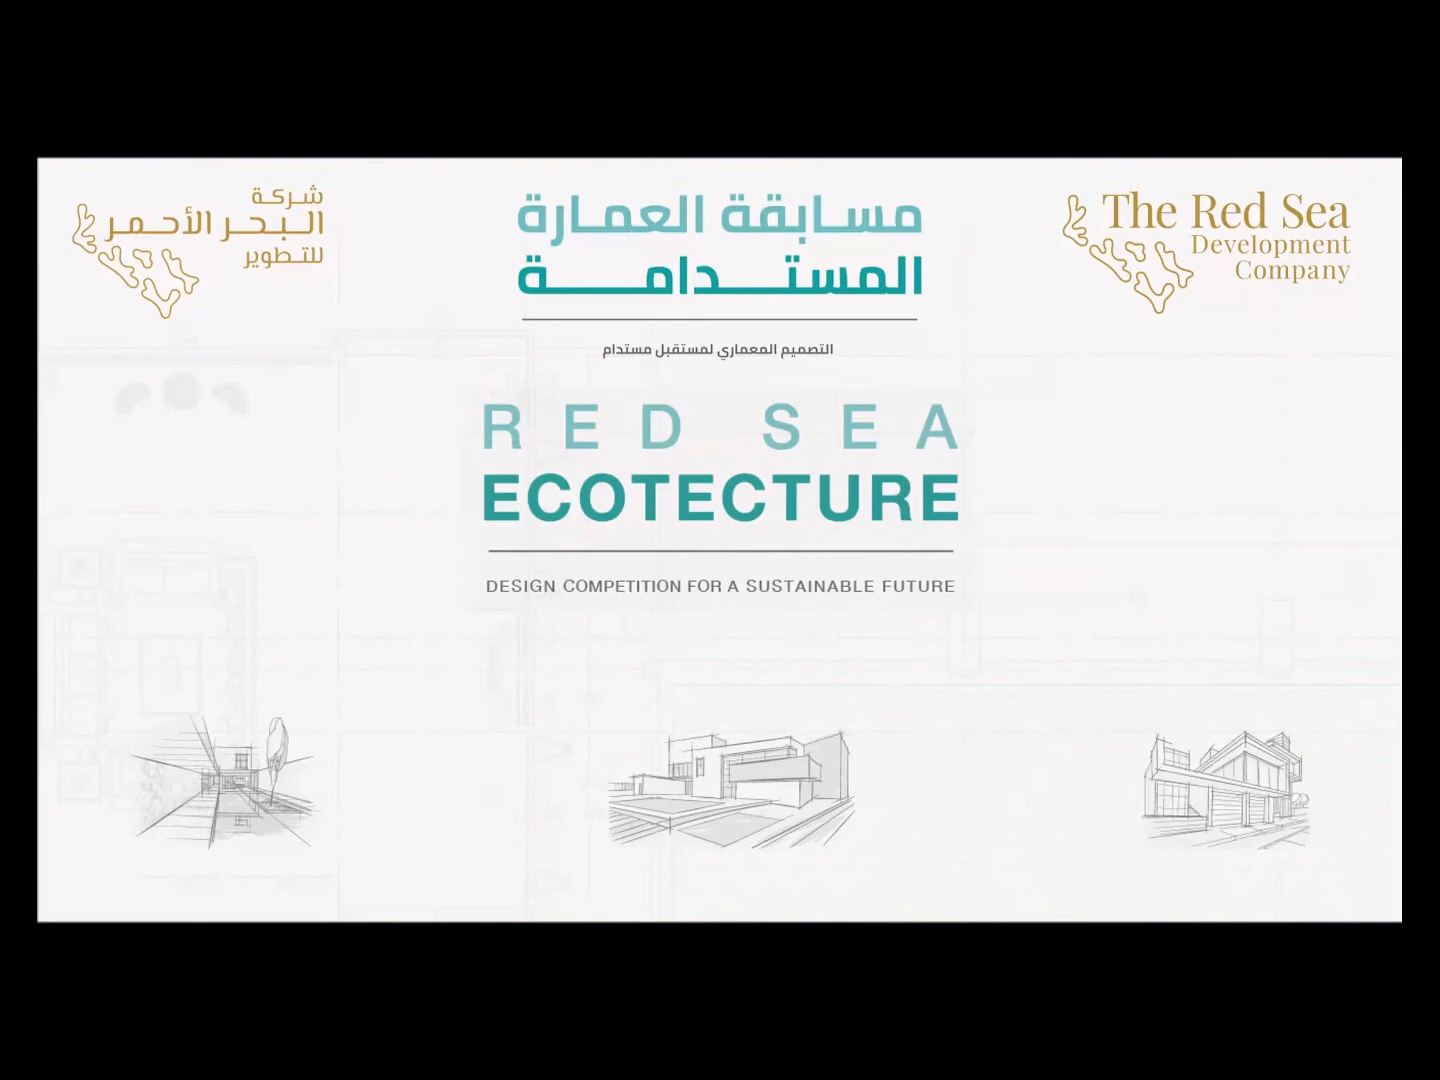 شركة
البحر الأحمر
للتطوير
مسابقة العمارة
المستدامة
التصميم المعماري لمستقبل مستدام
The Red Sea
Development
Company
RED SEA
ECOTECTURE
DESIGN COMPETITION FOR A SUSTAINABLE FUTURE